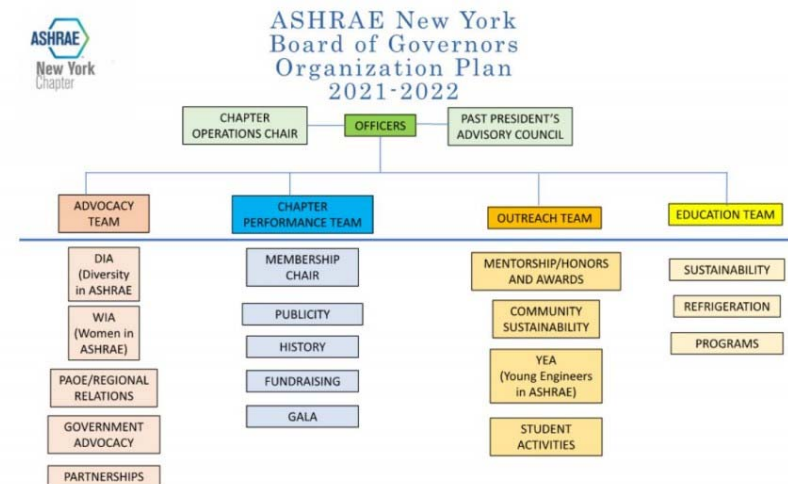 ASHRAE
New York
Chapter
ASHRAE New York
Board of Governors
Organization Plan
2021-2022
CHAPTER
OPERATIONS CHAIR
OFFICERS
PAST PRESIDENT'S
ADVISORY COUNCIL
ADVOCACY
TEAM
CHAPTER
PERFORMANCE TEAM
OUTREACH TEAM
EDUCATION TEAM
DIA
(Diversity
in ASHRAE
WIA
(Women in
ASHRAE)
PAOE/REGIONAL
RELATIONS
GOVERNMENT
ADVOCACY
PARTNERSHIPS
MEMBERSHIP
CHAIR
PUBLICITY
HISTORY
FUNDRAISING
GALA
MENTORSHIP/HONORS
AND AWARDS
COMMUNITY
SUSTAINABILITY
YEA
(Young Engineers
in ASHRAE)
STUDENT
ACTIVITIES
SUSTAINABILITY
REFRIGERATION
PROGRAMS